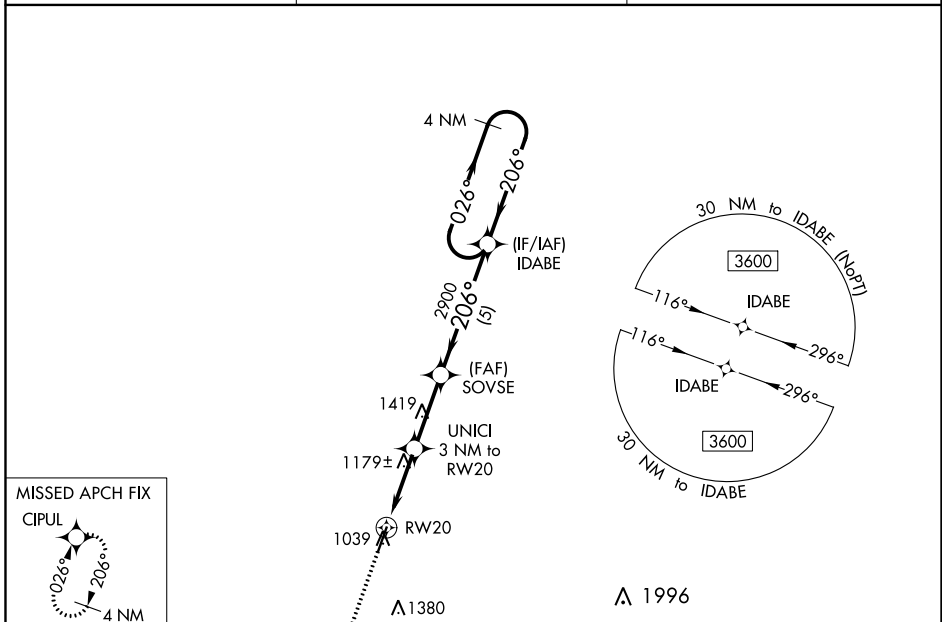 4 NM
026°
206°
(IF/IAF)
IDABE
2900
206°
(5)
(FAF)
SOVSE
1419
UNICI
3 NM to
RW20
1179±
RW20
1039
1380
1996
30 NM to IDABE (NoPT)
3600
116°
IDABE
296°
116°
IDABE
296°
3600
30 NM to IDABE
MISSED APCH FIX
CIPUL
026°
206°
4 NM